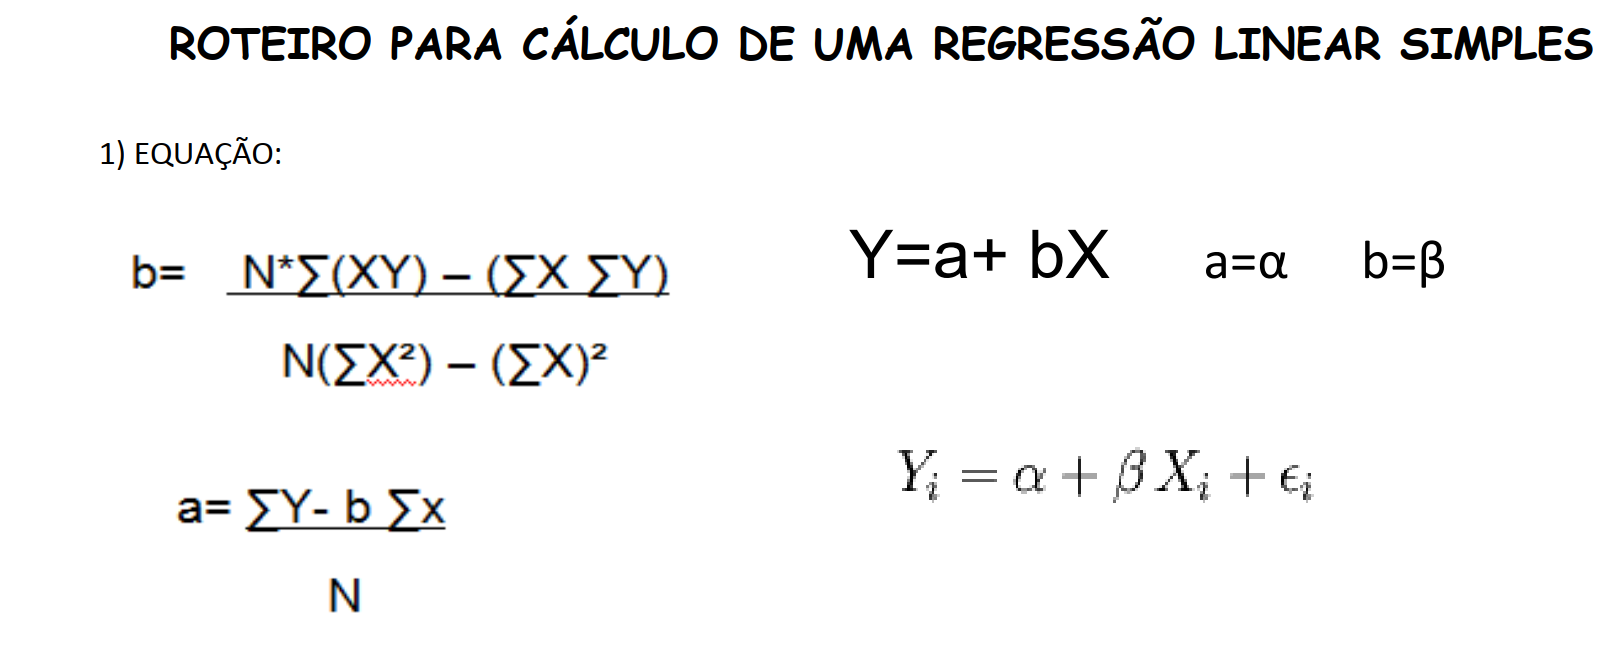 ROTEIRO PARA CÁLCULO DE UMA REGRESSÃO LINEAR SIMPLES
1) EQUAÇÃO:
b= N*∑(XY) – (∑X ∑Y)
N(∑X²) – (∑X)²
Y=a+ bX a=α b=β
a= ∑Y- b ∑x
N
Yᵢ = α + β Xᵢ + ϵᵢ